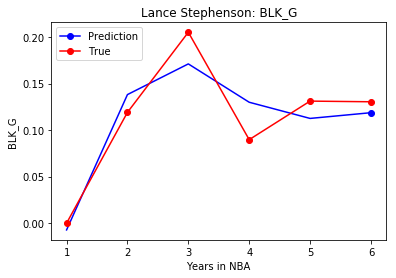 Lance Stephenson: BLK_G
Prediction
True
BLK_G
0.20
0.15
0.10
0.05
0.00
1 2 3 4 5 6
Years in NBA